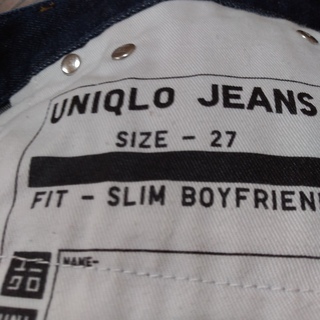 UNIQLO JEANS
SIZE - 27
FIT - SLIM BOYFRIEN
NAME-